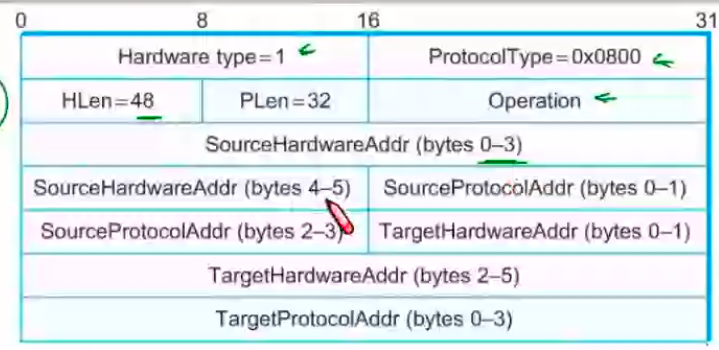 0 8 16 31
Hardware type=1 ProtocolType=0x0800
HLen=48 PLen=32 Operation
SourceHardwareAddr (bytes 0–3)
SourceHardwareAddr (bytes 4–5) SourceProtocolAddr (bytes 0–1)
SourceProtocolAddr (bytes 2–3) TargetHardwareAddr (bytes 0–1)
TargetHardwareAddr (bytes 2–5)
TargetProtocolAddr (bytes 0–3)